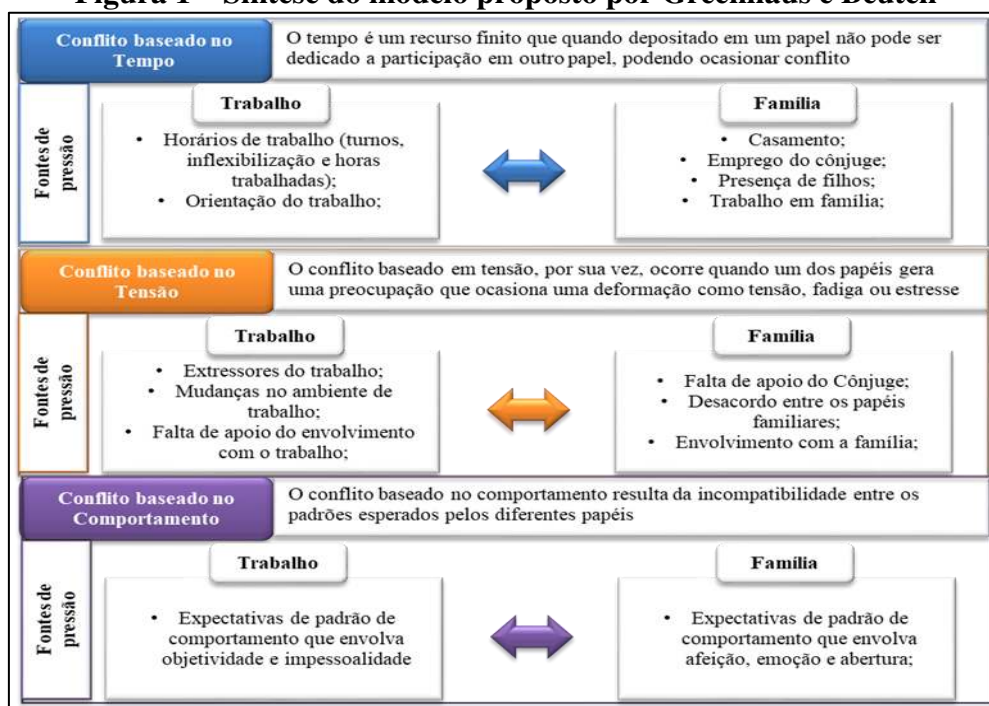 Figura 1 – Síntese do modelo proposto por Greenhaus e Beutell
Conflito baseado no
Tempo
O tempo é um recurso finito que quando depositado em um papel não pode ser
dedicado a participação em outro papel, podendo ocasionar conflito
Fontes de
pressão
Trabalho
• Horários de trabalho (turnos,
inflexibilização e horas
trabalhadas);
• Orientação do trabalho;
Família
• Casamento;
• Emprego do cônjuge;
• Presença de filhos;
• Trabalho em família;
Conflito baseado no
Tensão
O conflito baseado em tensão, por sua vez, ocorre quando um dos papéis gera
uma preocupação que ocasiona uma deformação como tensão, fadiga ou estresse
Fontes de
pressão
Trabalho
• Extressores do trabalho;
• Mudanças no ambiente de
trabalho;
• Falta de apoio do envolvimento
com o trabalho;
Família
• Falta de apoio do Cônjuge;
• Desacordo entre os papéis
familiares;
• Envolvimento com a família;
Conflito baseado no
Comportamento
O conflito baseado no comportamento resulta da incompatibilidade entre os
padrões esperados pelos diferentes papéis
Fontes de
pressão
Trabalho
• Expectativas de padrão de
comportamento que envolva
objetividade e impessoalidade
Família
• Expectativas de padrão de
comportamento que envolva
afeição, emoção e abertura;